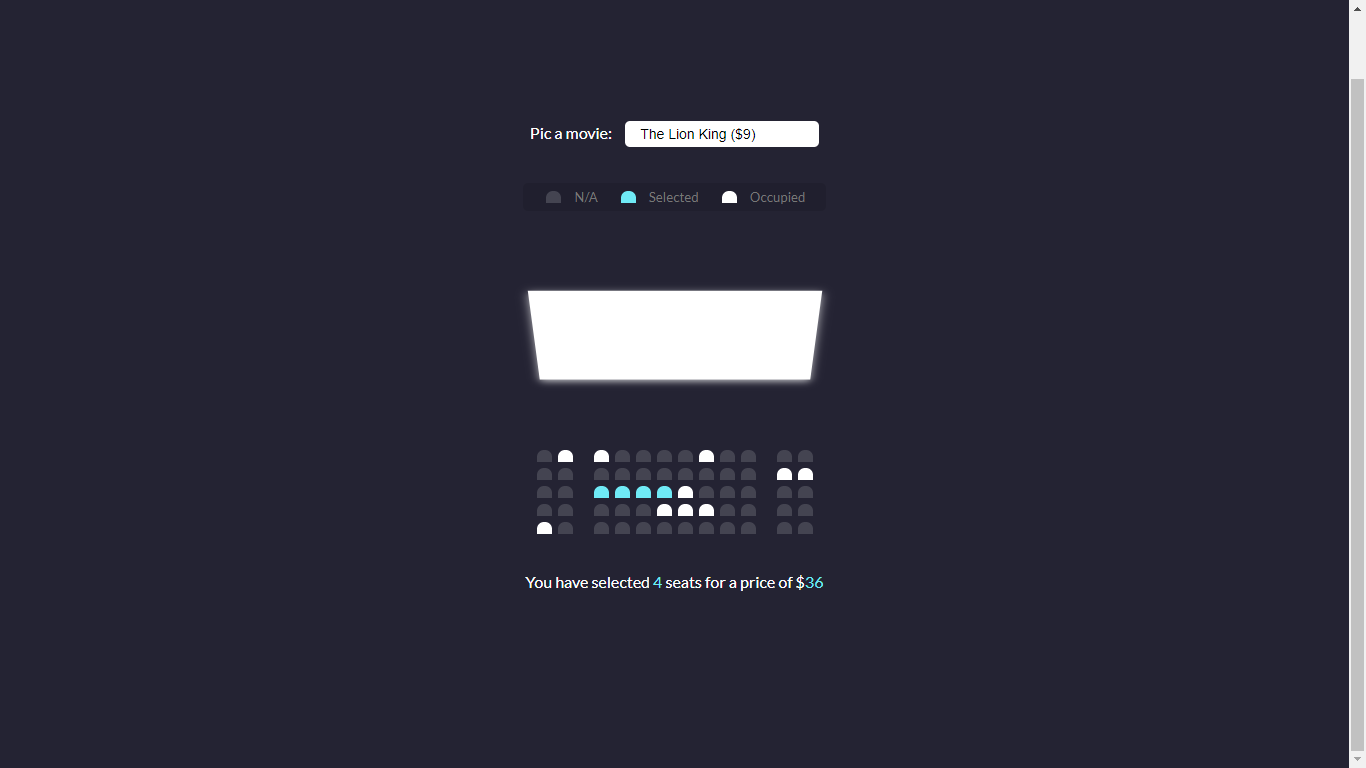 Pic a movie: The Lion King ($9)
N/A Selected Occupied
You have selected 4 seats for a price of $36